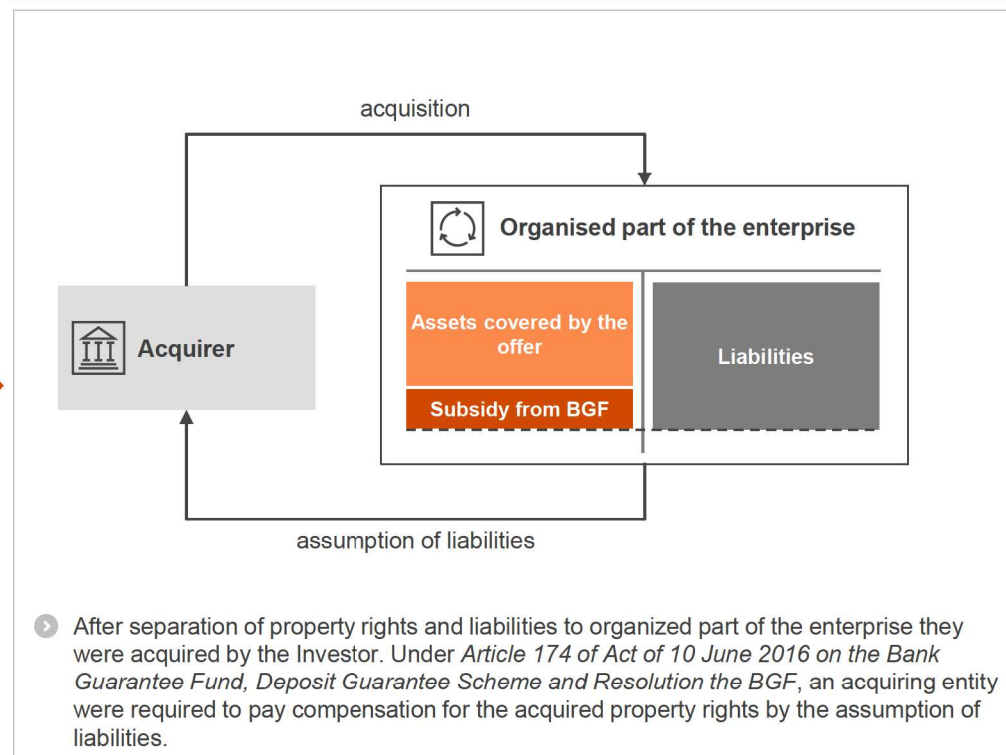 acquisition
Organised part of the enterprise
Assets covered by the
offer
Liabilities
Acquirer
Subsidy from BGF
assumption of liabilities
After separation of property rights and liabilities to organized part of the enterprise they
were acquired by the Investor. Under Article 174 of Act of 10 June 2016 on the Bank
Guarantee Fund, Deposit Guarantee Scheme and Resolution the BGF, an acquiring entity
were required to pay compensation for the acquired property rights by the assumption of
liabilities.